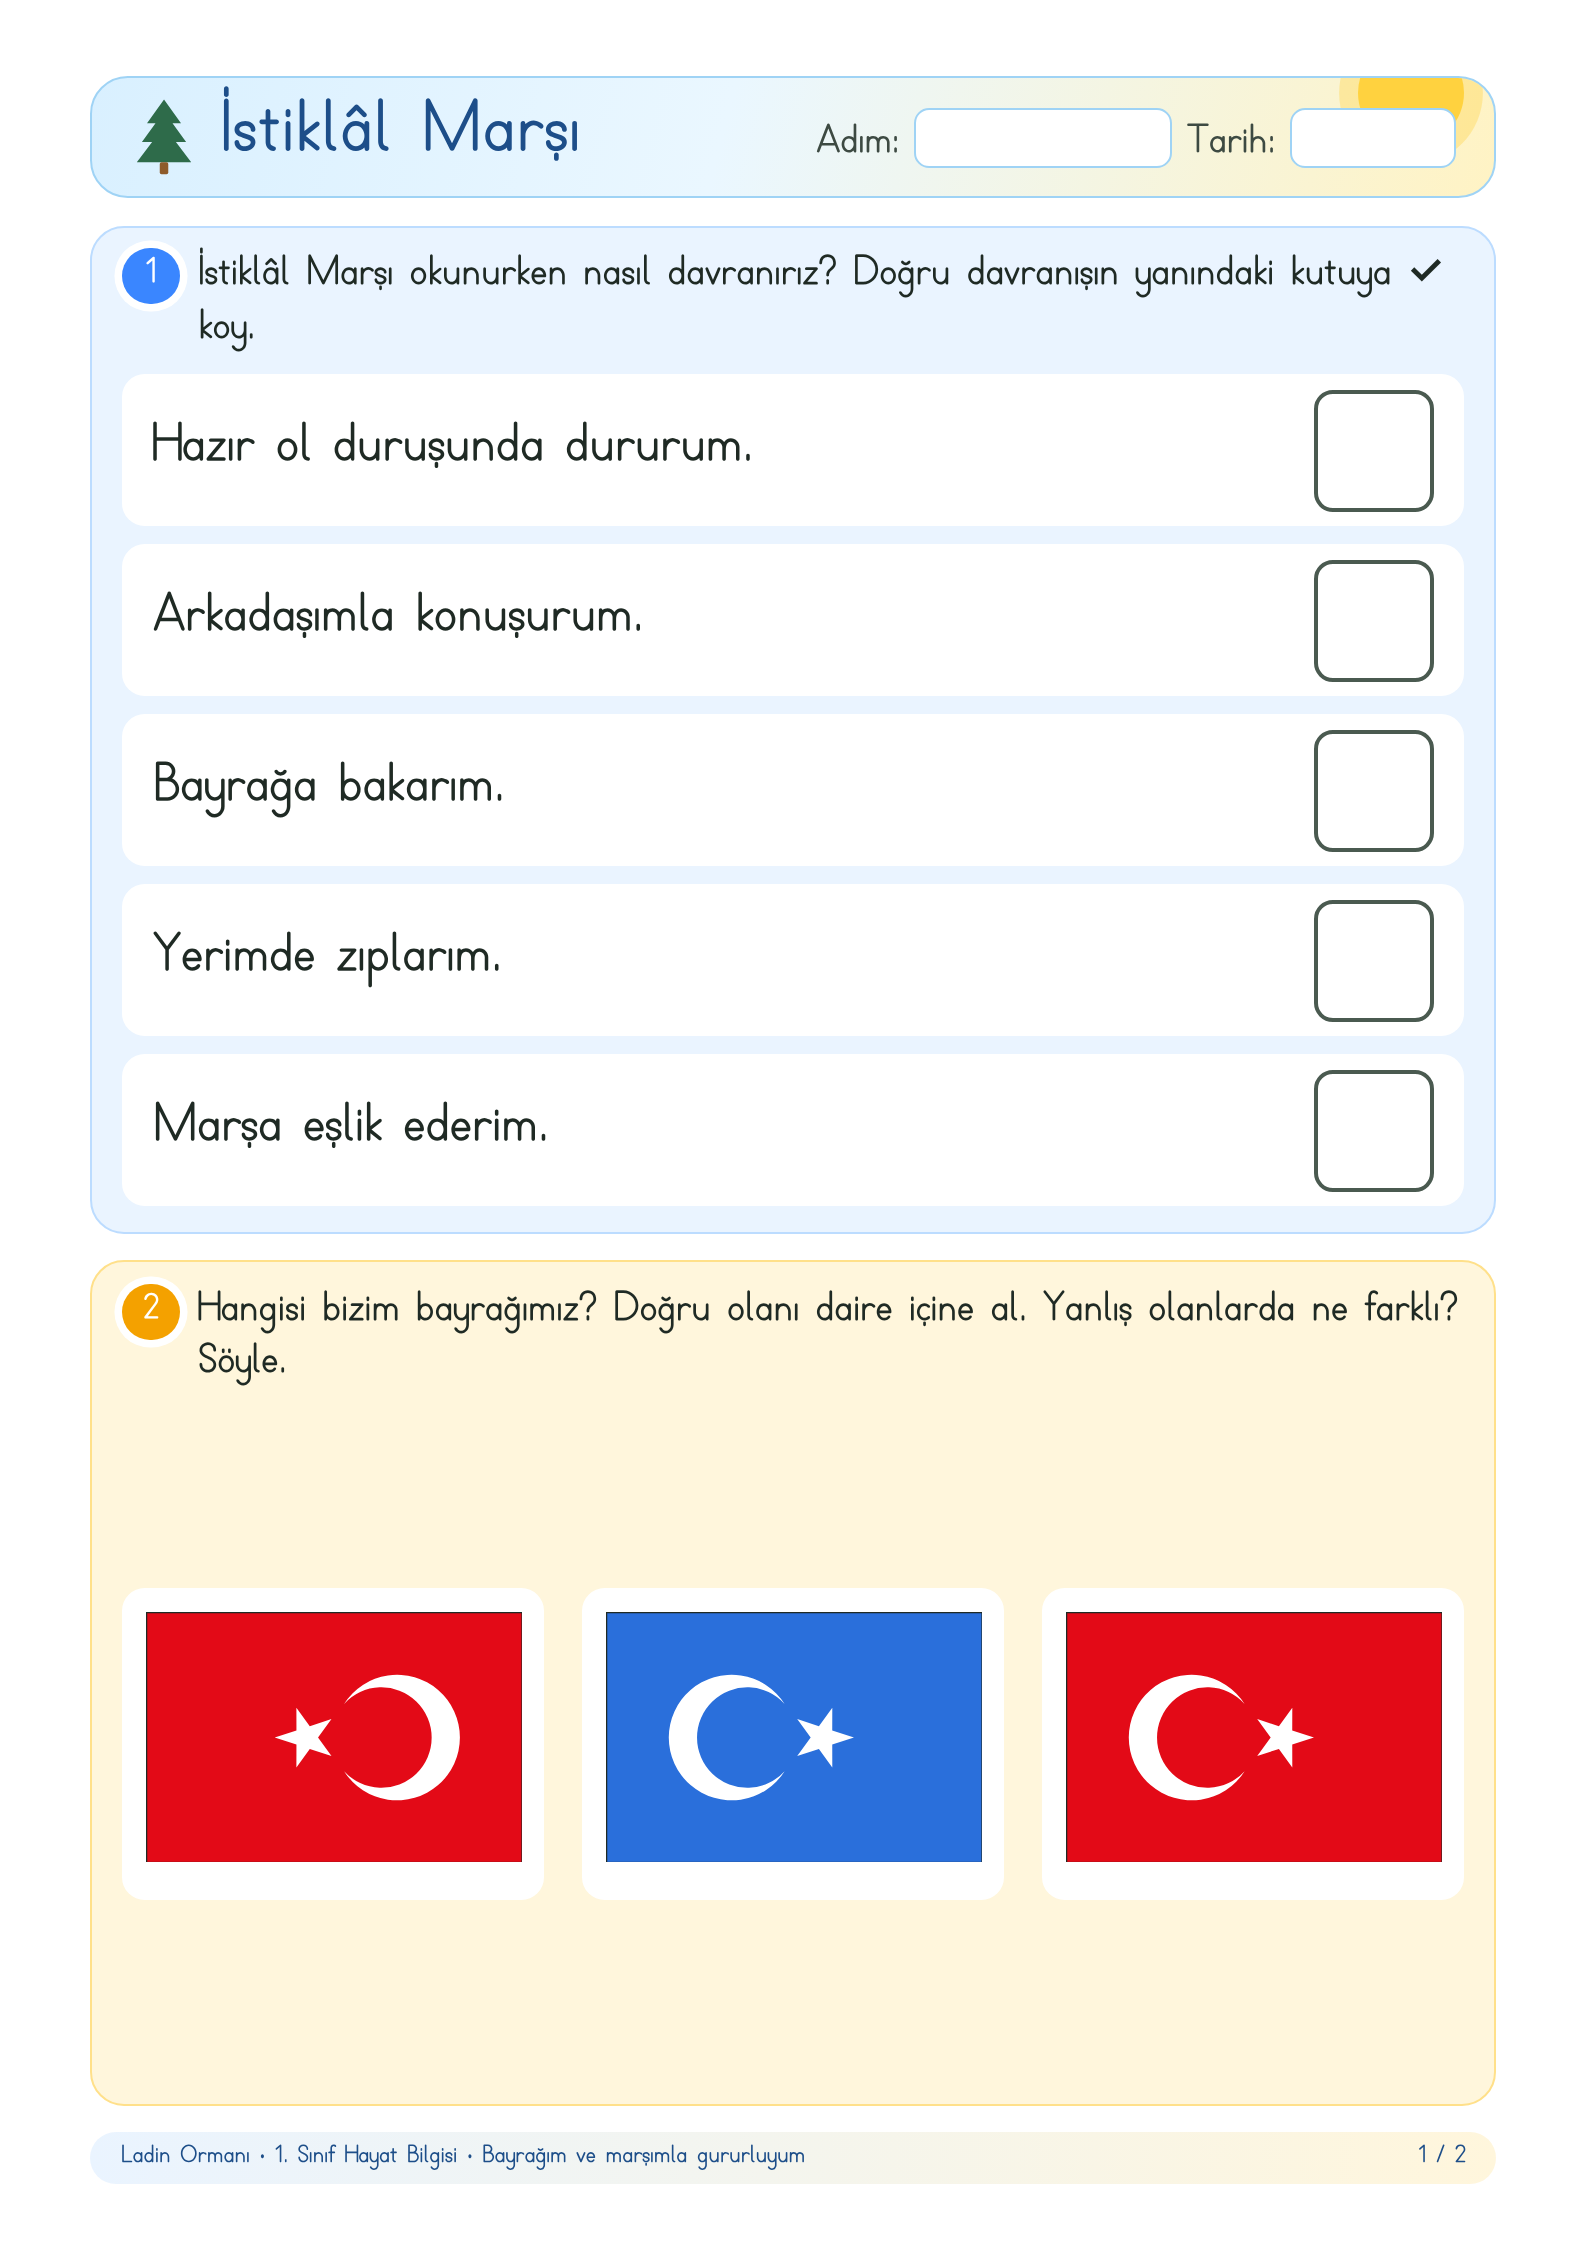 İstiklâl Marşı
Adım:
Tarih:
1
İstiklâl Marşı okunurken nasıl davranırız? Doğru davranışın yanındaki kutuya ✓
koy.
Hazır ol duruşunda dururum.
Arkadaşımla konuşurum.
Bayrağa bakarım.
Yerimde zıplarım.
Marşa eşlik ederim.
2
Hangisi bizim bayrağımız? Doğru olanı daire içine al. Yanlış olanlarda ne farklı?
Söyle.
Ladin Ormanı • 1. Sınıf Hayat Bilgisi • Bayrağım ve marşımla gururluyum
1 / 2